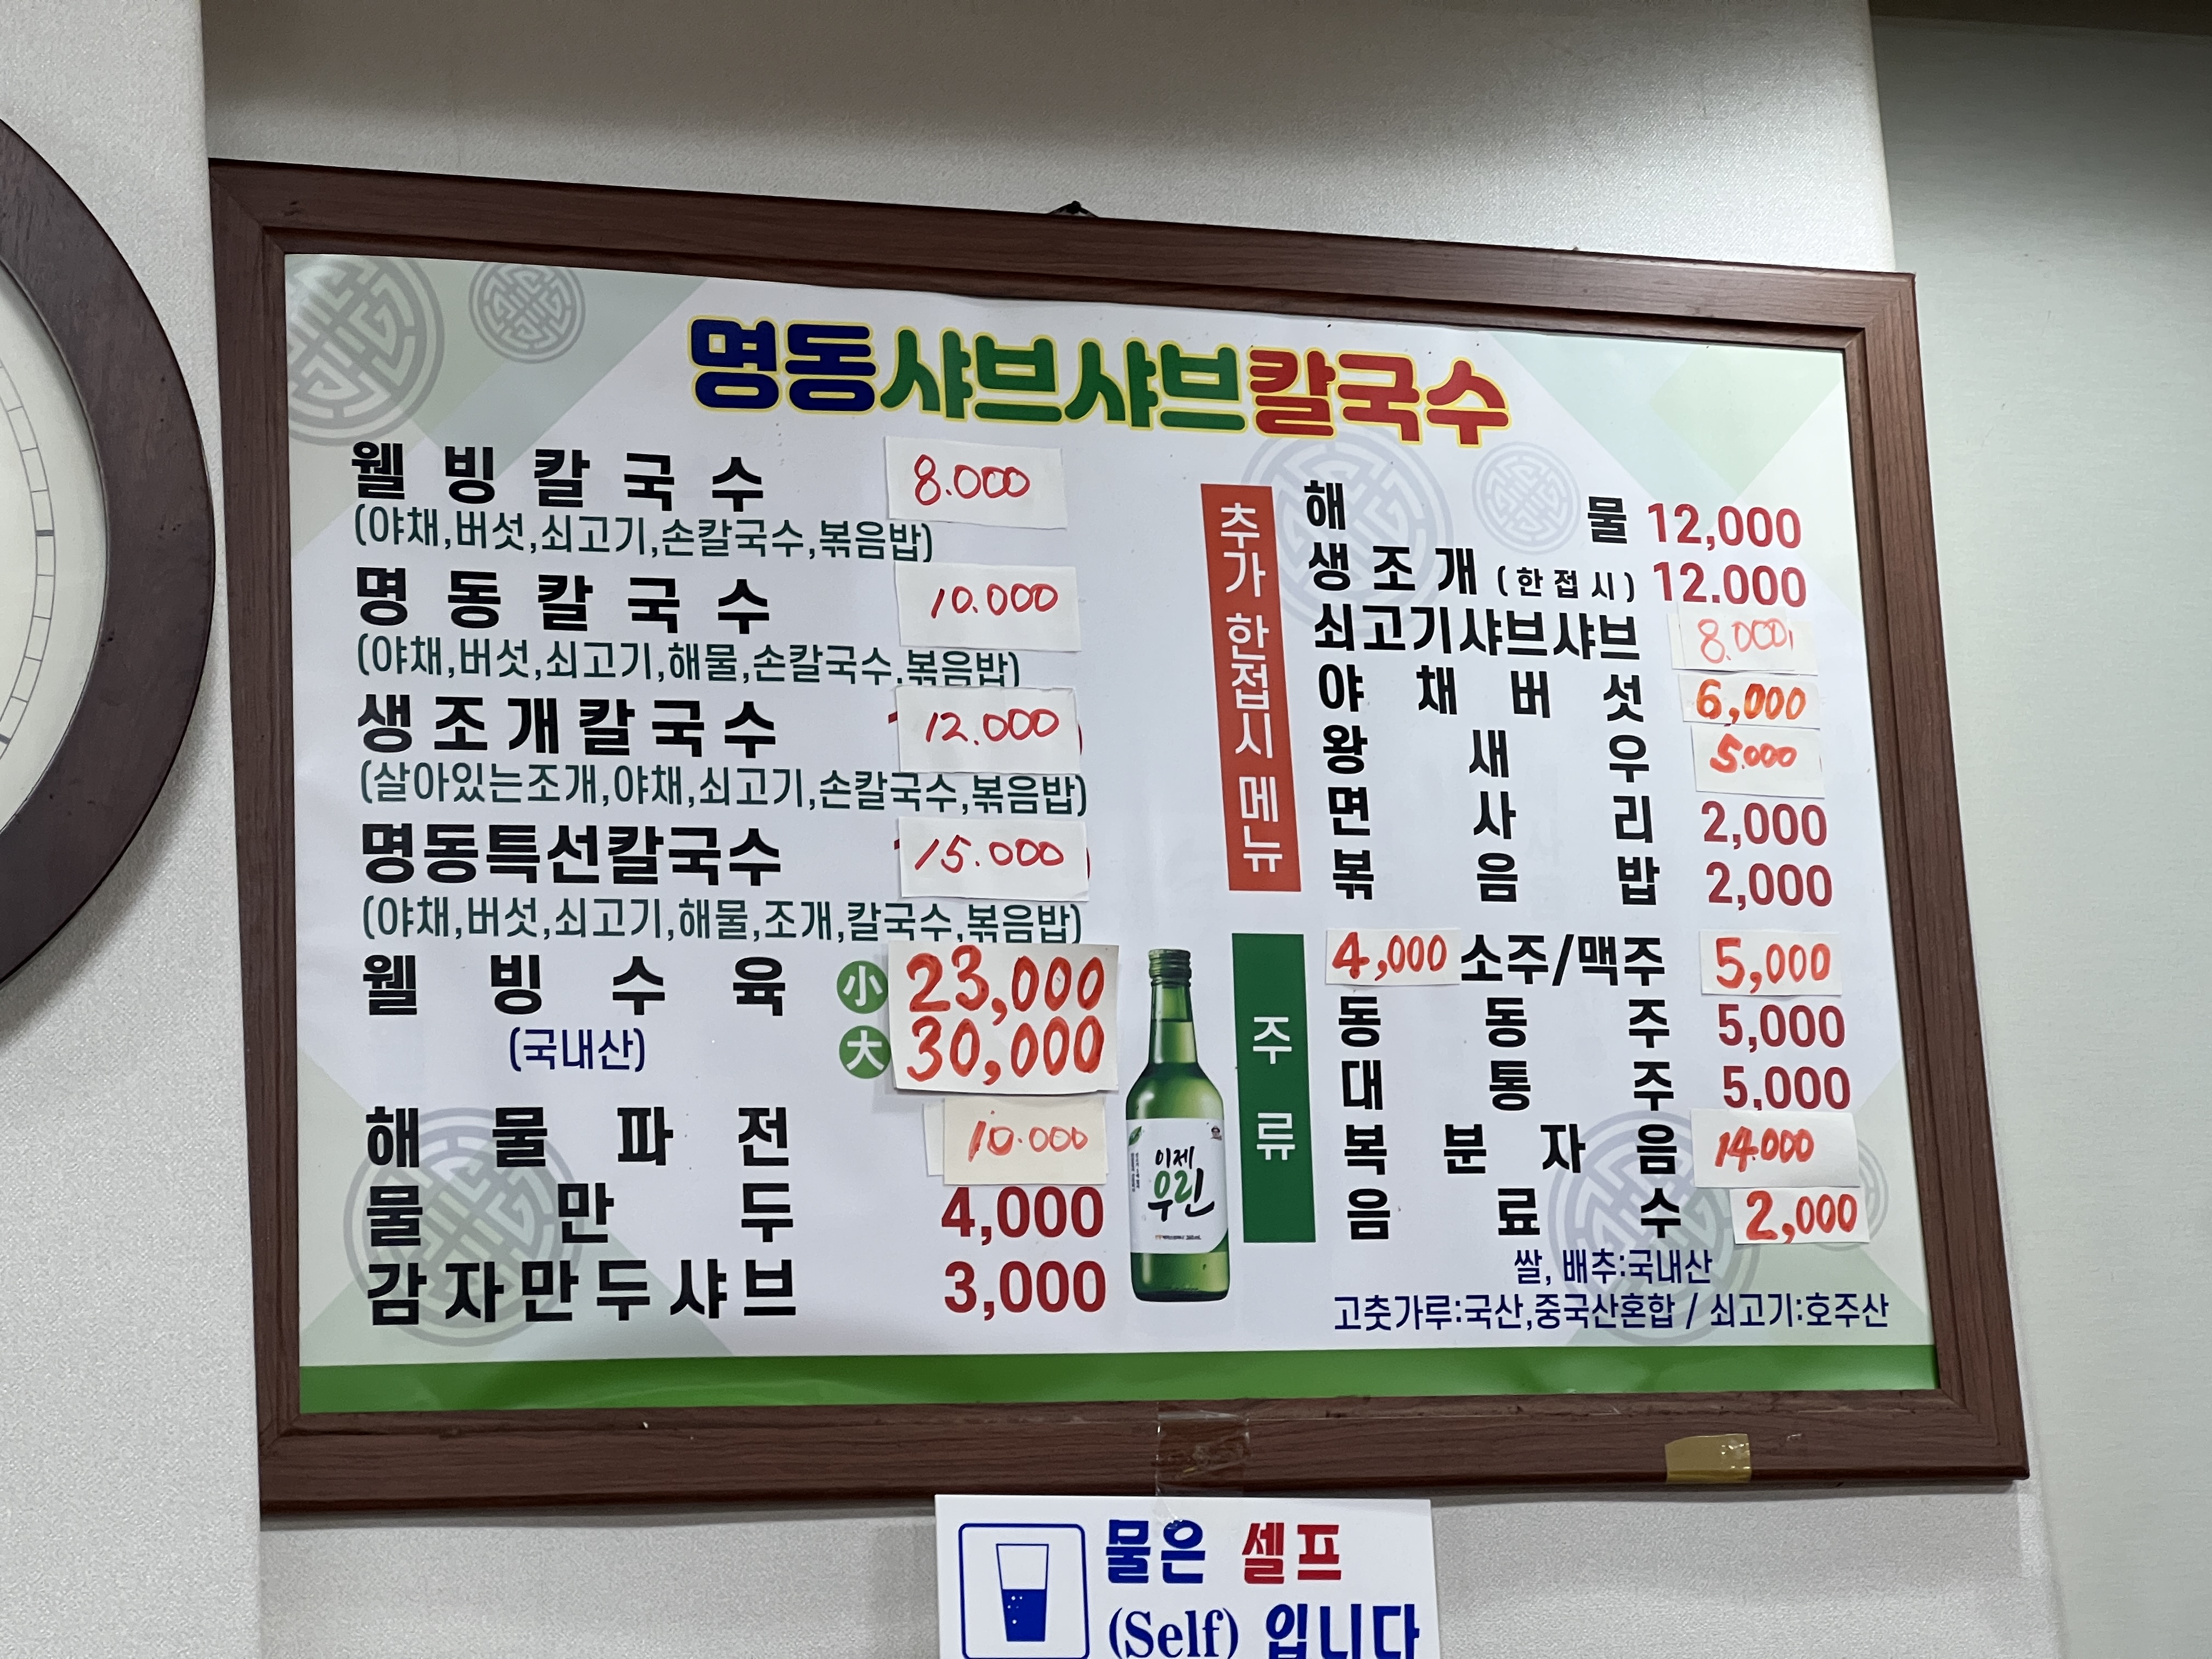 명동샤브샤브칼국수
웰빙칼국수 8.000
(야채,버섯,쇠고기,손칼국수,볶음밥)
명동칼국수 10.000
(야채,버섯,쇠고기,해물,손칼국수,볶음밥)
생조개칼국수 12.000
(살아있는조개,야채,쇠고기,손칼국수,볶음밥)
명동특선칼국수 15.000
(야채,버섯,쇠고기,해물,조개,칼국수,볶음밥)
웰빙수육 小 23,000
(국내산) 大 30,000
해물파전 10.000
물만두 4,000
감자만두샤브 3,000
추가 한접시 메뉴
해물 12,000
생조개(한접시) 12.000
쇠고기샤브샤브 8.000
야채버섯 6,000
왕새우 5.000
면사리 2,000
볶음밥 2,000
주류
4,000 소주/맥주 5,000
동동주 5,000
대통주 5,000
복분자음 14.000
음료수 2,000
쌀, 배추:국내산
고춧가루:국산,중국산혼합 / 쇠고기:호주산
이제
우린
물은 셀프
(Self) 입니다